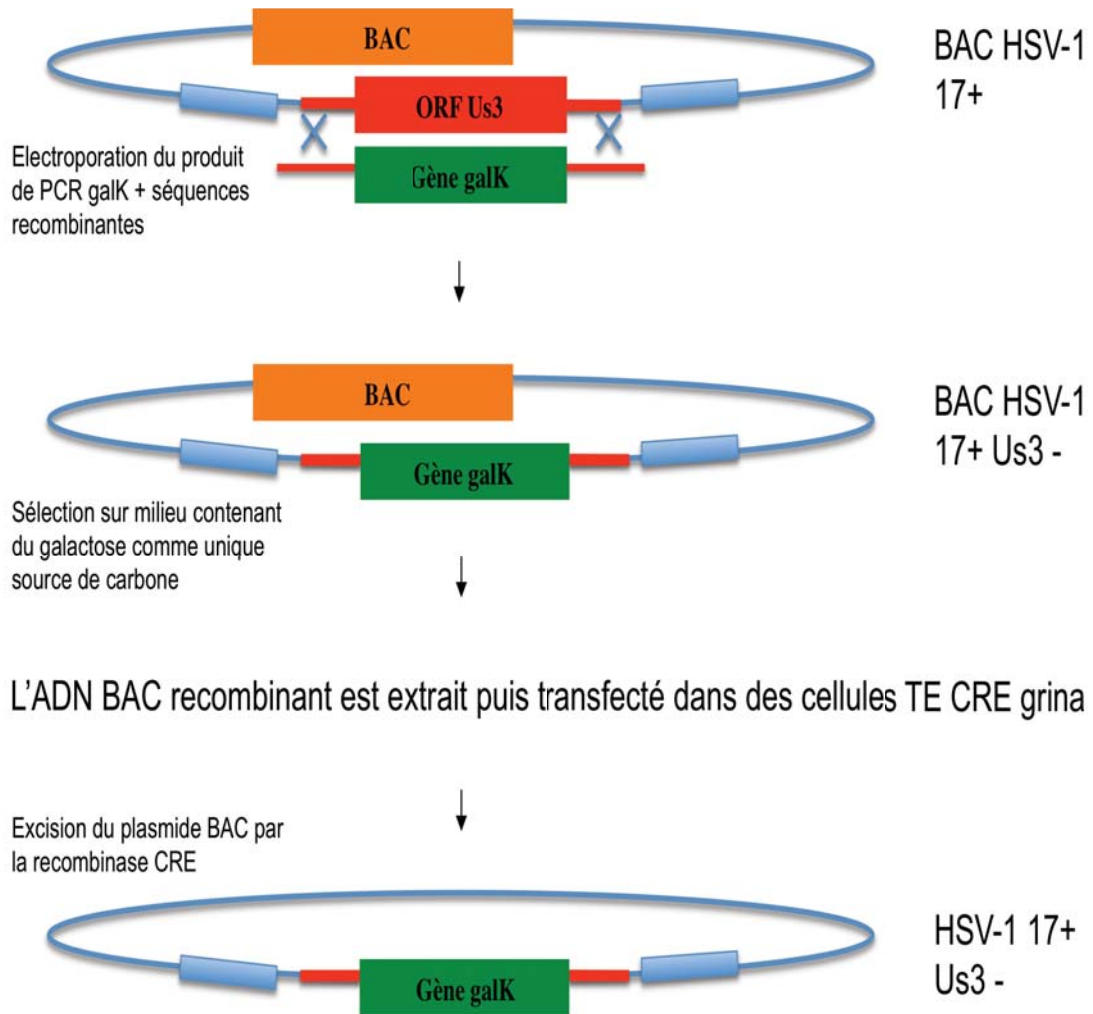 BAC
BAC HSV-1
17+
ORF Us3
Electroporation du produit
de PCR galK + séquences
recombinantes
Gène galK
BAC
BAC HSV-1
17+ Us3 -
Gène galK
Sélection sur milieu contenant
du galactose comme unique
source de carbone
L'ADN BAC recombinant est extrait puis transfecté dans des cellules TE CRE grina
Excision du plasmide BAC par
la recombinase CRE
HSV-1 17+
Us3 -
Gène galK